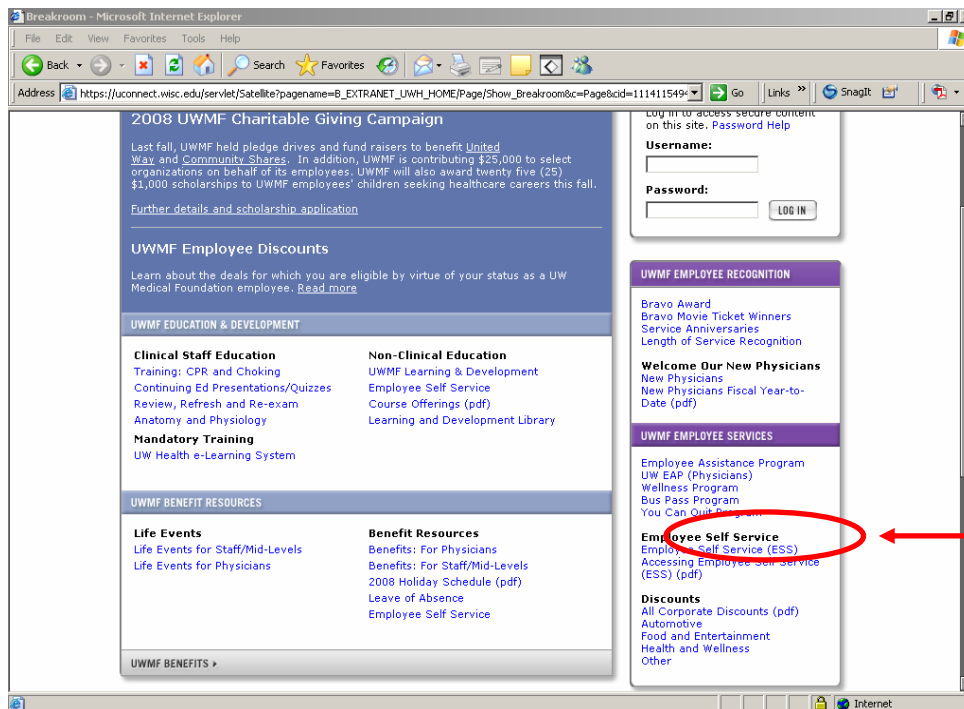 Breakroom - Microsoft Internet Explorer
File Edit View Favorites Tools Help
Back Search Favorites
Address https://uconnect.wisc.edu/servlet/Satellite?pagename=B_EXTRANET_UWH_HOME/Page/Show_Breakroom&c=Page&cid=1114115494 Go Links » SnagIt
2008 UWMF Charitable Giving Campaign
Last fall, UWMF held pledge drives and fund raisers to benefit United
Way and Community Shares. In addition, UWMF is contributing $25,000 to select
organizations on behalf of its employees. UWMF will also award twenty five (25)
$1,000 scholarships to UWMF employees' children seeking healthcare careers this fall.
Further details and scholarship application
UWMF Employee Discounts
Learn about the deals for which you are eligible by virtue of your status as a UW
Medical Foundation employee. Read more
UWMF EDUCATION & DEVELOPMENT
Clinical Staff Education
Training: CPR and Choking
Continuing Ed Presentations/Quizzes
Review, Refresh and Re-exam
Anatomy and Physiology
Mandatory Training
UW Health e-Learning System
Non-Clinical Education
UWMF Learning & Development
Employee Self Service
Course Offerings (pdf)
Learning and Development Library
UWMF BENEFIT RESOURCES
Life Events
Life Events for Staff/Mid-Levels
Life Events for Physicians
Benefit Resources
Benefits: For Physicians
Benefits: For Staff/Mid-Levels
2008 Holiday Schedule (pdf)
Leave of Absence
Employee Self Service
UWMF BENEFITS
Log in to access secure content
on this site. Password Help
Username:
Password:
LOG IN
UWMF EMPLOYEE RECOGNITION
Bravo Award
Bravo Movie Ticket Winners
Service Anniversaries
Length of Service Recognition
Welcome Our New Physicians
New Physicians
New Physicians Fiscal Year-to-
Date (pdf)
UWMF EMPLOYEE SERVICES
Employee Assistance Program
UW EAP (Physicians)
Wellness Program
Bus Pass Program
You Can Quit Program
Employee Self Service
Employee Self Service (ESS)
Accessing Employee Self Service
(ESS) (pdf)
Discounts
All Corporate Discounts (pdf)
Automotive
Food and Entertainment
Health and Wellness
Other
Internet